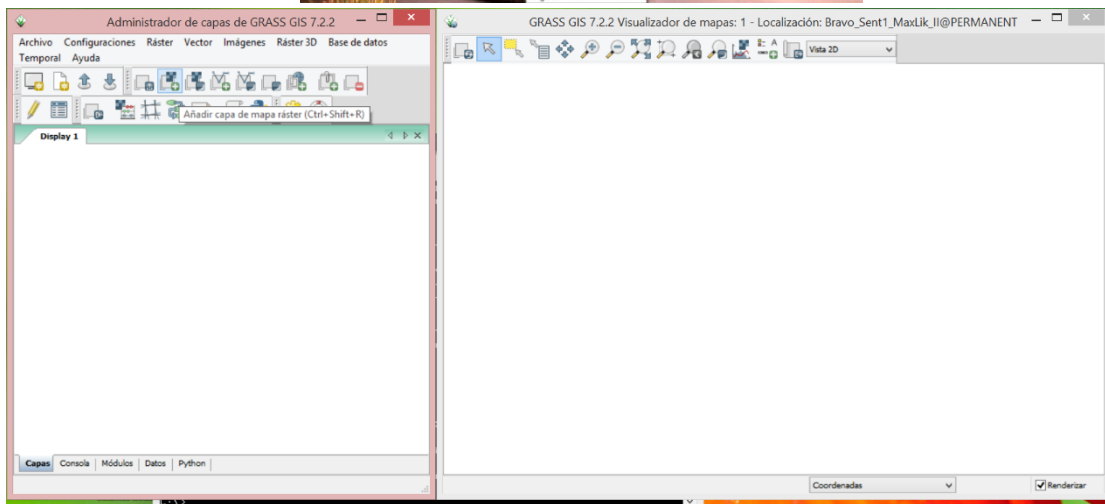 Administrador de capas de GRASS GIS 7.2.2
Archivo Configuraciones Ráster Vector Imágenes Ráster 3D Base de datos
Temporal Ayuda
Añadir capa de mapa ráster (Ctrl+Shift+R)
Display 1
Capas Consola Módulos Datos Python
GRASS GIS 7.2.2 Visualizador de mapas: 1 - Localización: Bravo_Sent1_MaxLik_II@PERMANENT
Vista 2D
Coordenadas
Renderizar